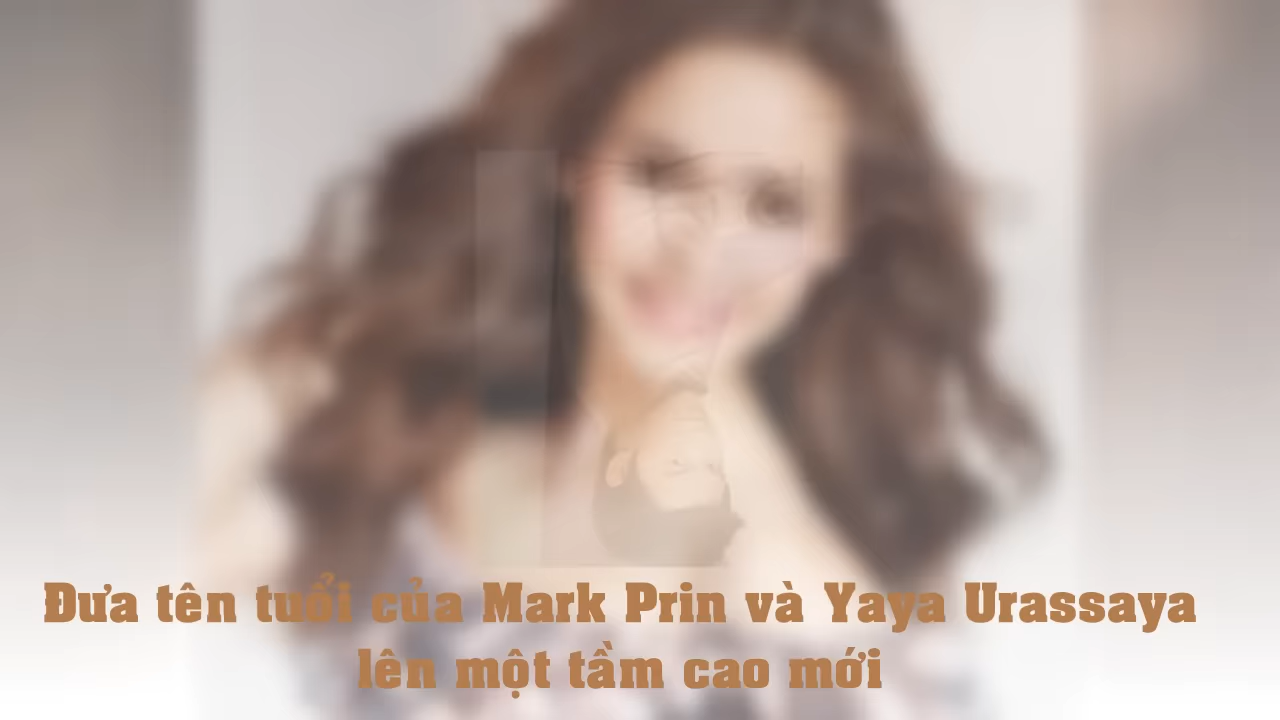 Đưa tên tuổi của Mark Prin và Yaya Urassaya
lên một tầm cao mới